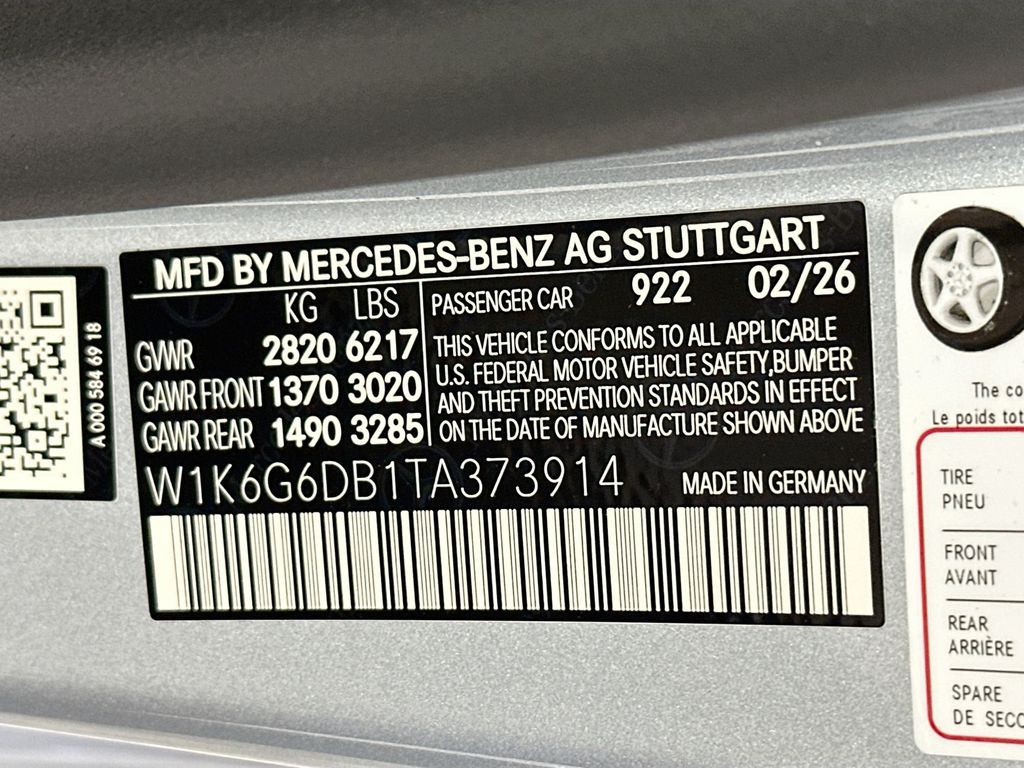 A 000 584 69 18
MFD BY MERCEDES-BENZ AG STUTTGART
KG LBS
GVWR 2820 6217
GAWR FRONT 1370 3020
GAWR REAR 1490 3285
PASSENGER CAR 922 02/26
THIS VEHICLE CONFORMS TO ALL APPLICABLE
U.S. FEDERAL MOTOR VEHICLE SAFETY,BUMPER
AND THEFT PREVENTION STANDARDS IN EFFECT
ON THE DATE OF MANUFACTURE SHOWN ABOVE
W1K6G6DB1TA373914 MADE IN GERMANY
The
Le poids
TIRE
PNEU
FRONT
AVANT
REAR
ARRIÈRE
SPARE
DE